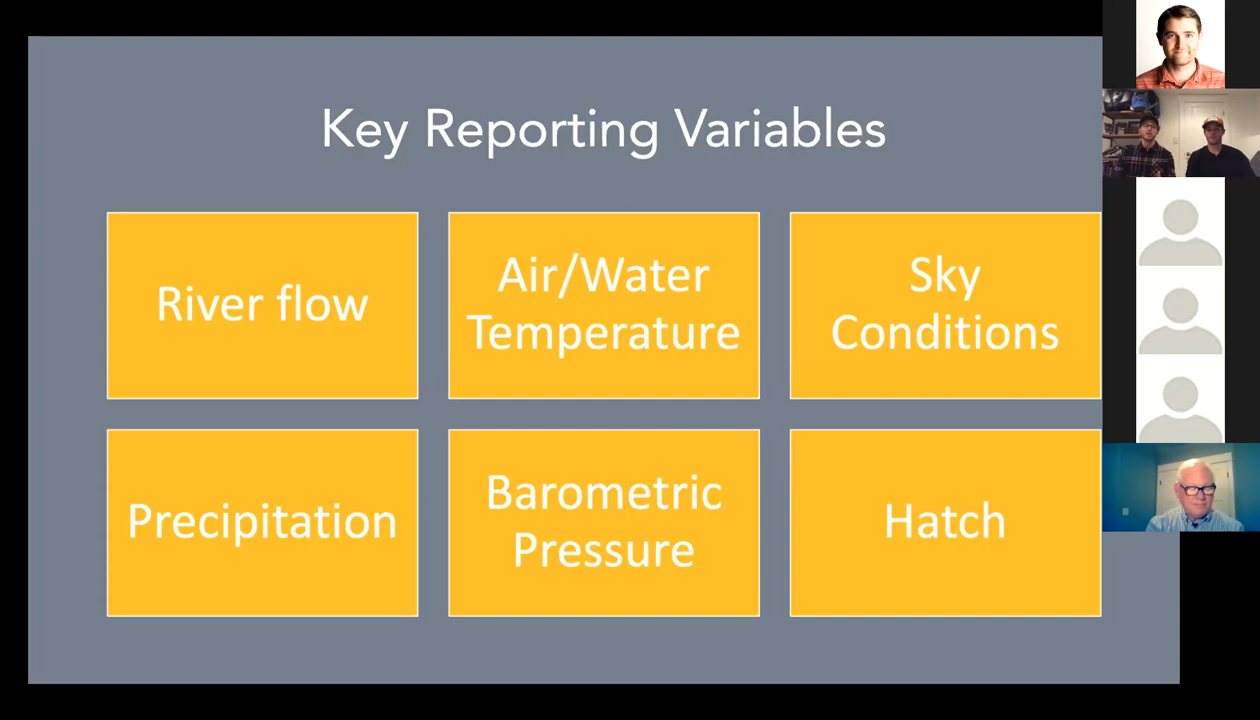 Key Reporting Variables
River flow
Air/Water
Temperature
Sky
Conditions
Precipitation
Barometric
Pressure
Hatch